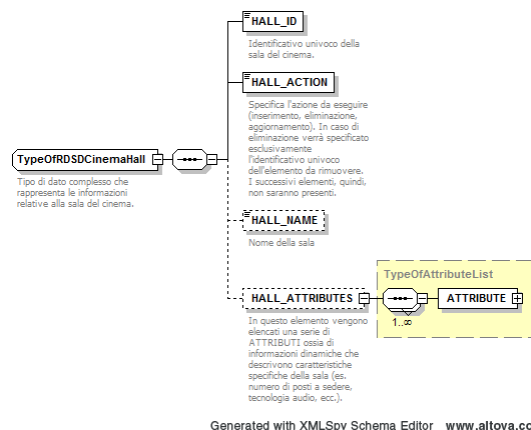 HALL_ID
Identificativo univoco della
sala del cinema.
HALL_ACTION
Specifica l'azione da eseguire
(inserimento, eliminazione,
aggiornamento). In caso di
eliminazione verrà specificato
esclusivamente
l'identificativo univoco
dell'elemento da rimuovere.
I successivi elementi, quindi,
non saranno presenti.
TypeOfRDSDCinemaHall
Tipo di dato complesso che
rappresenta le informazioni
relative alla sala del cinema.
HALL_NAME
Nome della sala
TypeOfAttributeList
HALL_ATTRIBUTES
ATTRIBUTE
1..∞
In questo elemento vengono
elencati una serie di
ATTRIBUTI ossia di
informazioni dinamiche che
descrivono caratteristiche
specifiche della sala (es.
numero di posti a sedere,
tecnologia audio, ecc.).
Generated with XMLSpy Schema Editor www.altova.co